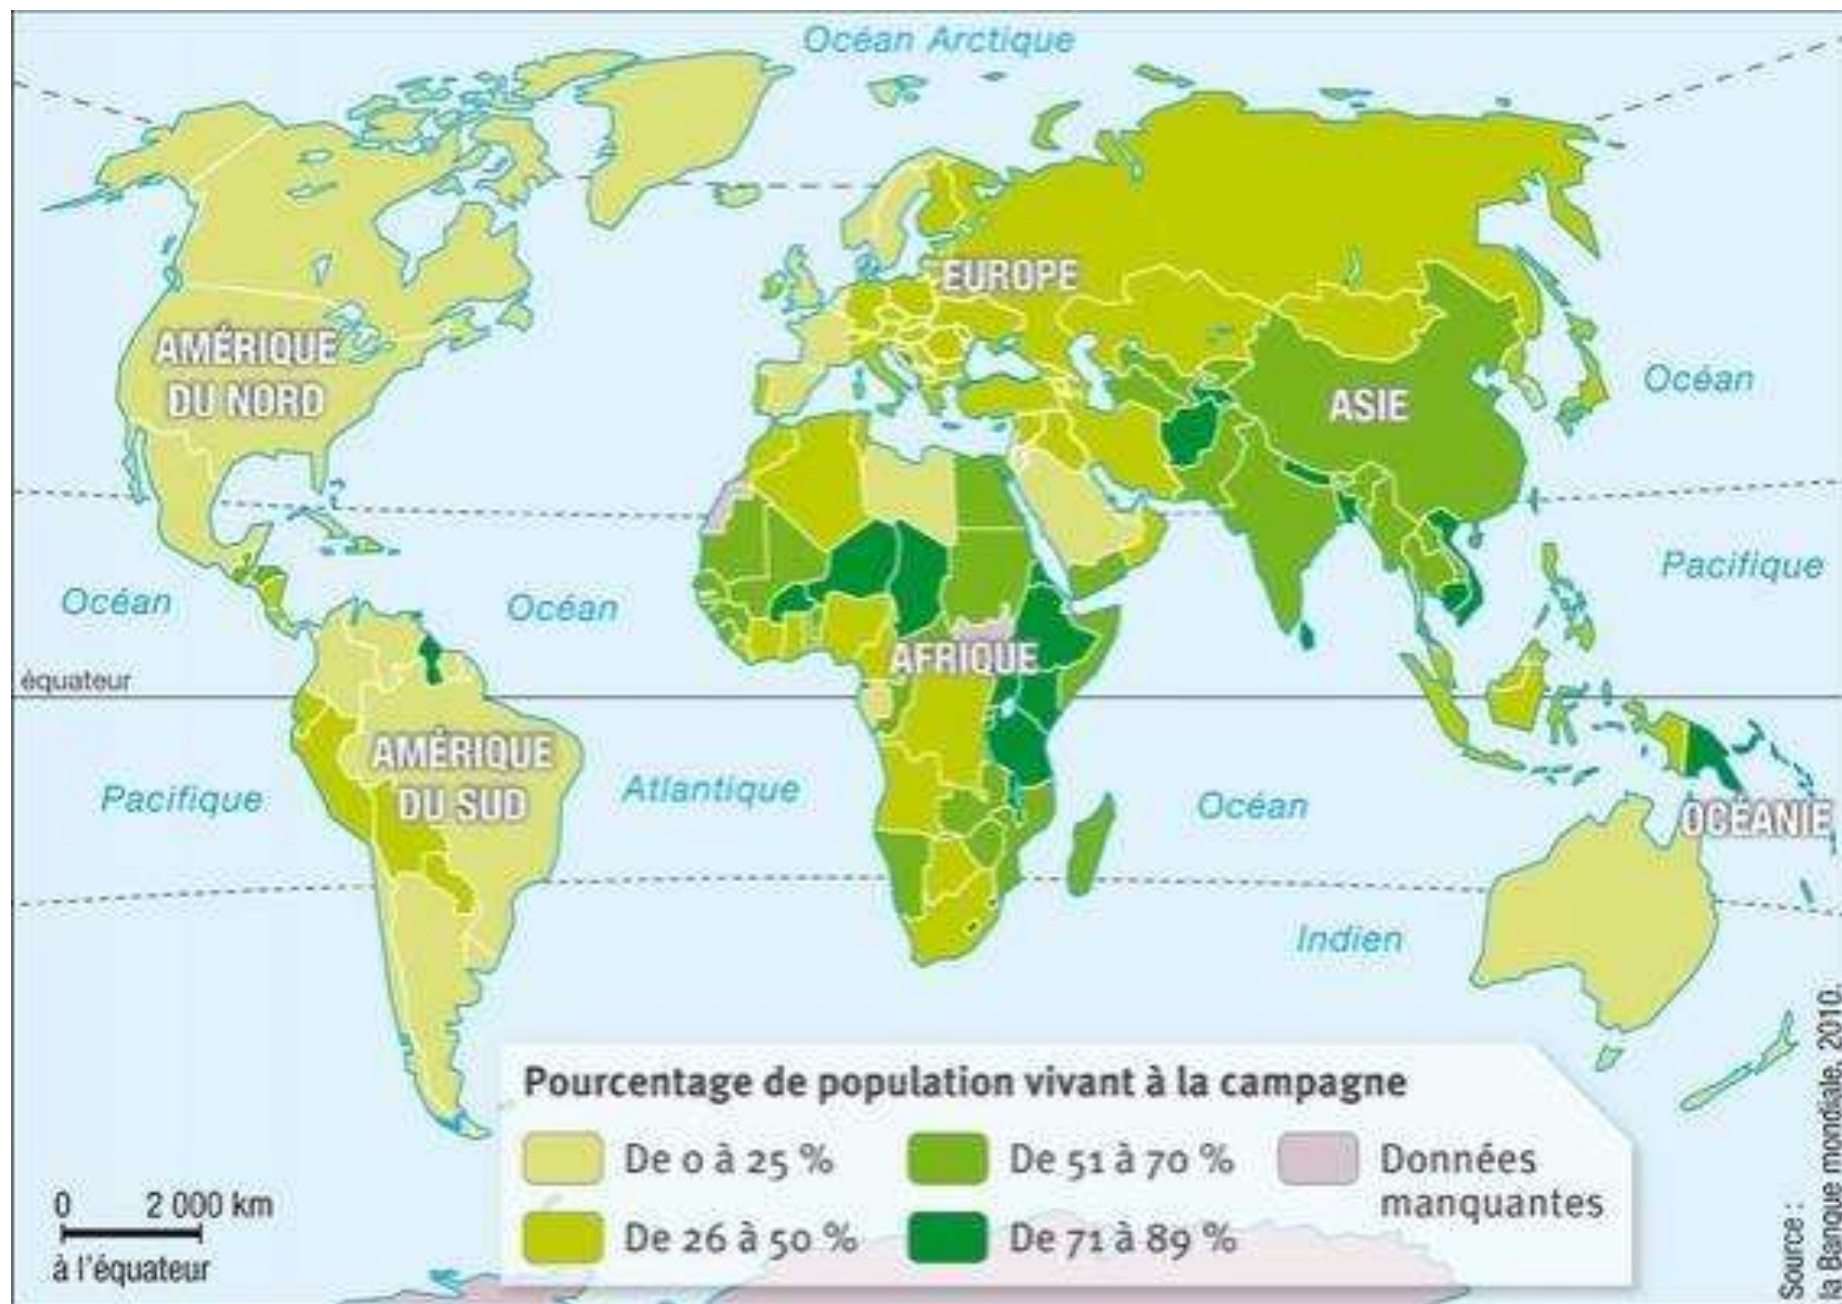 Océan Arctique
EUROPE
AMÉRIQUE
DU NORD
ASIE
Océan
Pacifique
Océan
Océan
AFRIQUE
équateur
AMÉRIQUE
DU SUD
Pacifique
Atlantique
Océan
OCÉANIE
Indien
Pourcentage de population vivant à la campagne
De 0 à 25 %
De 51 à 70 %
Données
manquantes
De 26 à 50 %
De 71 à 89 %
0 2 000 km
à l'équateur
Source :
la Banque mondiale, 2010.